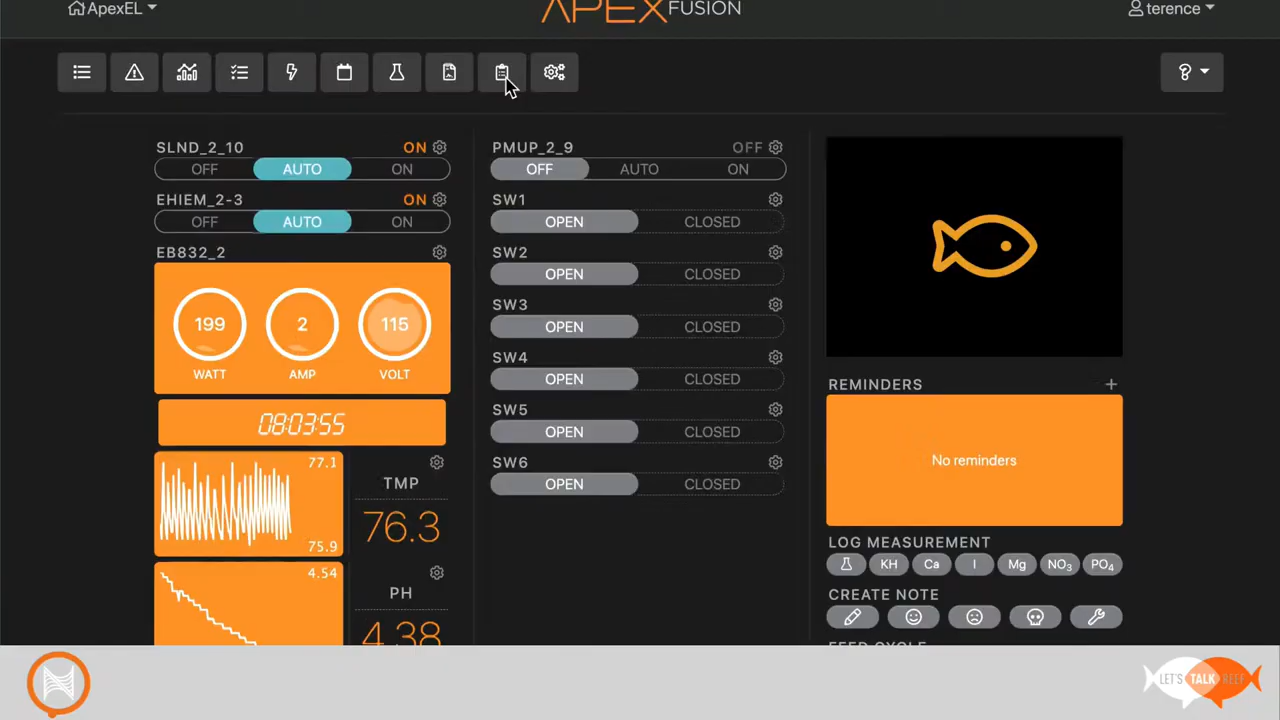 ApexEL
APEX FUSION
terence
SLND_2_10
ON
OFF
AUTO
ON
EHIEM_2-3
ON
OFF
AUTO
ON
EB832_2
199
2
115
WATT
AMP
VOLT
08:03:55
77.1
75.9
TMP
76.3
4.54
PH
4.38
PMUP_2_9
OFF
OFF
AUTO
ON
SW1
OPEN
CLOSED
SW2
OPEN
CLOSED
SW3
OPEN
CLOSED
SW4
OPEN
CLOSED
SW5
OPEN
CLOSED
SW6
OPEN
CLOSED
REMINDERS
No reminders
LOG MEASUREMENT
KH
Ca
I
Mg
NO₃
PO₄
CREATE NOTE
FEED CYCLE
LET'S TALK REEF